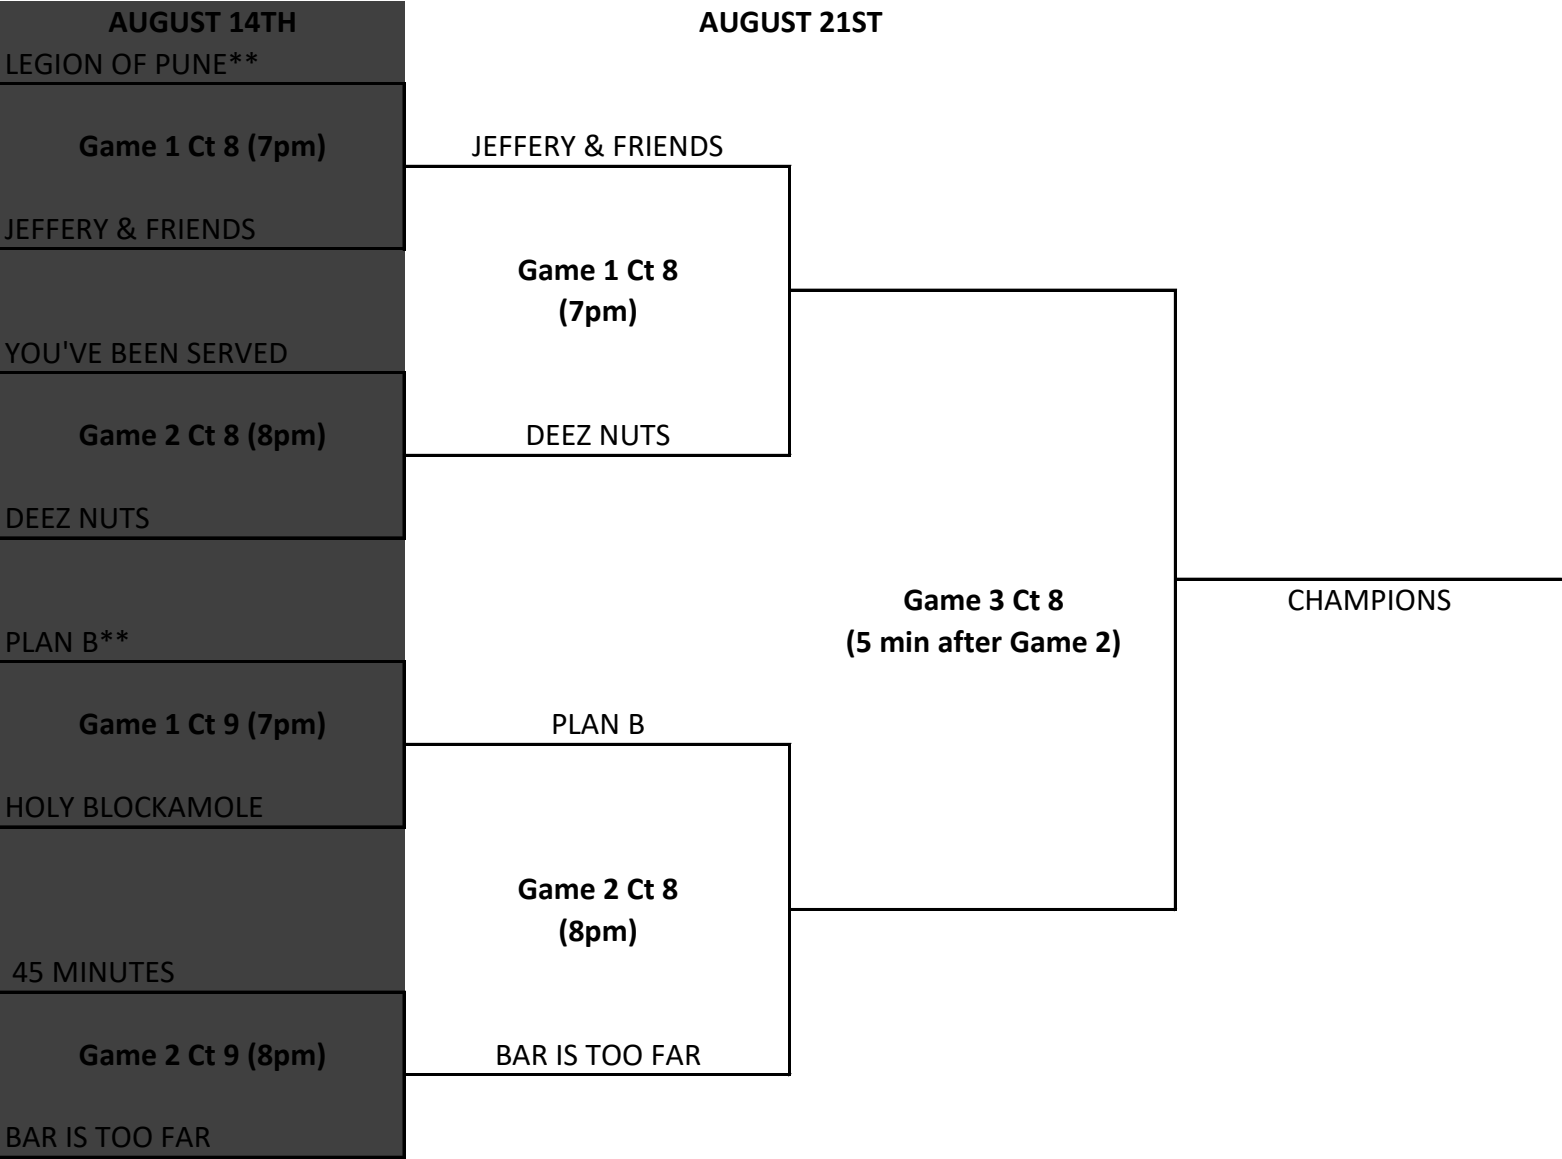 AUGUST 14TH
AUGUST 21ST
LEGION OF PUNE**
Game 1 Ct 8 (7pm)
JEFFERY & FRIENDS
JEFFERY & FRIENDS
Game 1 Ct 8
(7pm)
YOU'VE BEEN SERVED
Game 2 Ct 8 (8pm)
DEEZ NUTS
DEEZ NUTS
Game 3 Ct 8
(5 min after Game 2)
CHAMPIONS
PLAN B**
Game 1 Ct 9 (7pm)
PLAN B
HOLY BLOCKAMOLE
Game 2 Ct 8
(8pm)
45 MINUTES
Game 2 Ct 9 (8pm)
BAR IS TOO FAR
BAR IS TOO FAR